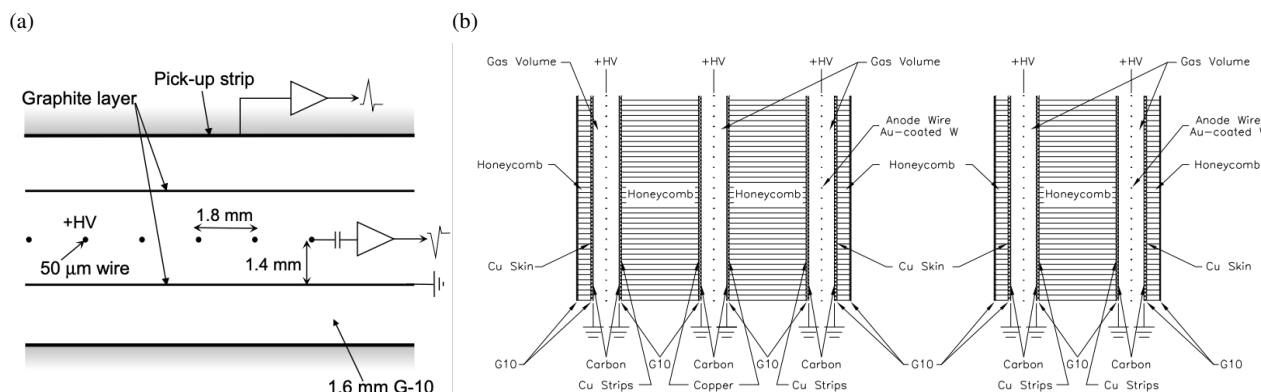 (a)
Pick-up strip
Graphite layer
+HV
1.8 mm
50 μm wire
1.4 mm
1.6 mm G-10
(b)
+HV
+HV
+HV
+HV
+HV
Gas Volume
Gas Volume
Gas Volume
Anode Wire
Au-coated W
Anode Wire
Au-coated
Honeycomb
Honeycomb
Honeycomb
Honeycomb
Honeycomb
Honeycomb
Honeycomb
Cu Skin
Cu Skin
Cu Skin
G10
Carbon
G10
Carbon
G10
Carbon
G10
Carbon
G10
Carbon
G10
Cu Strips
Copper
Cu Strips
Cu Strips
Cu Strips